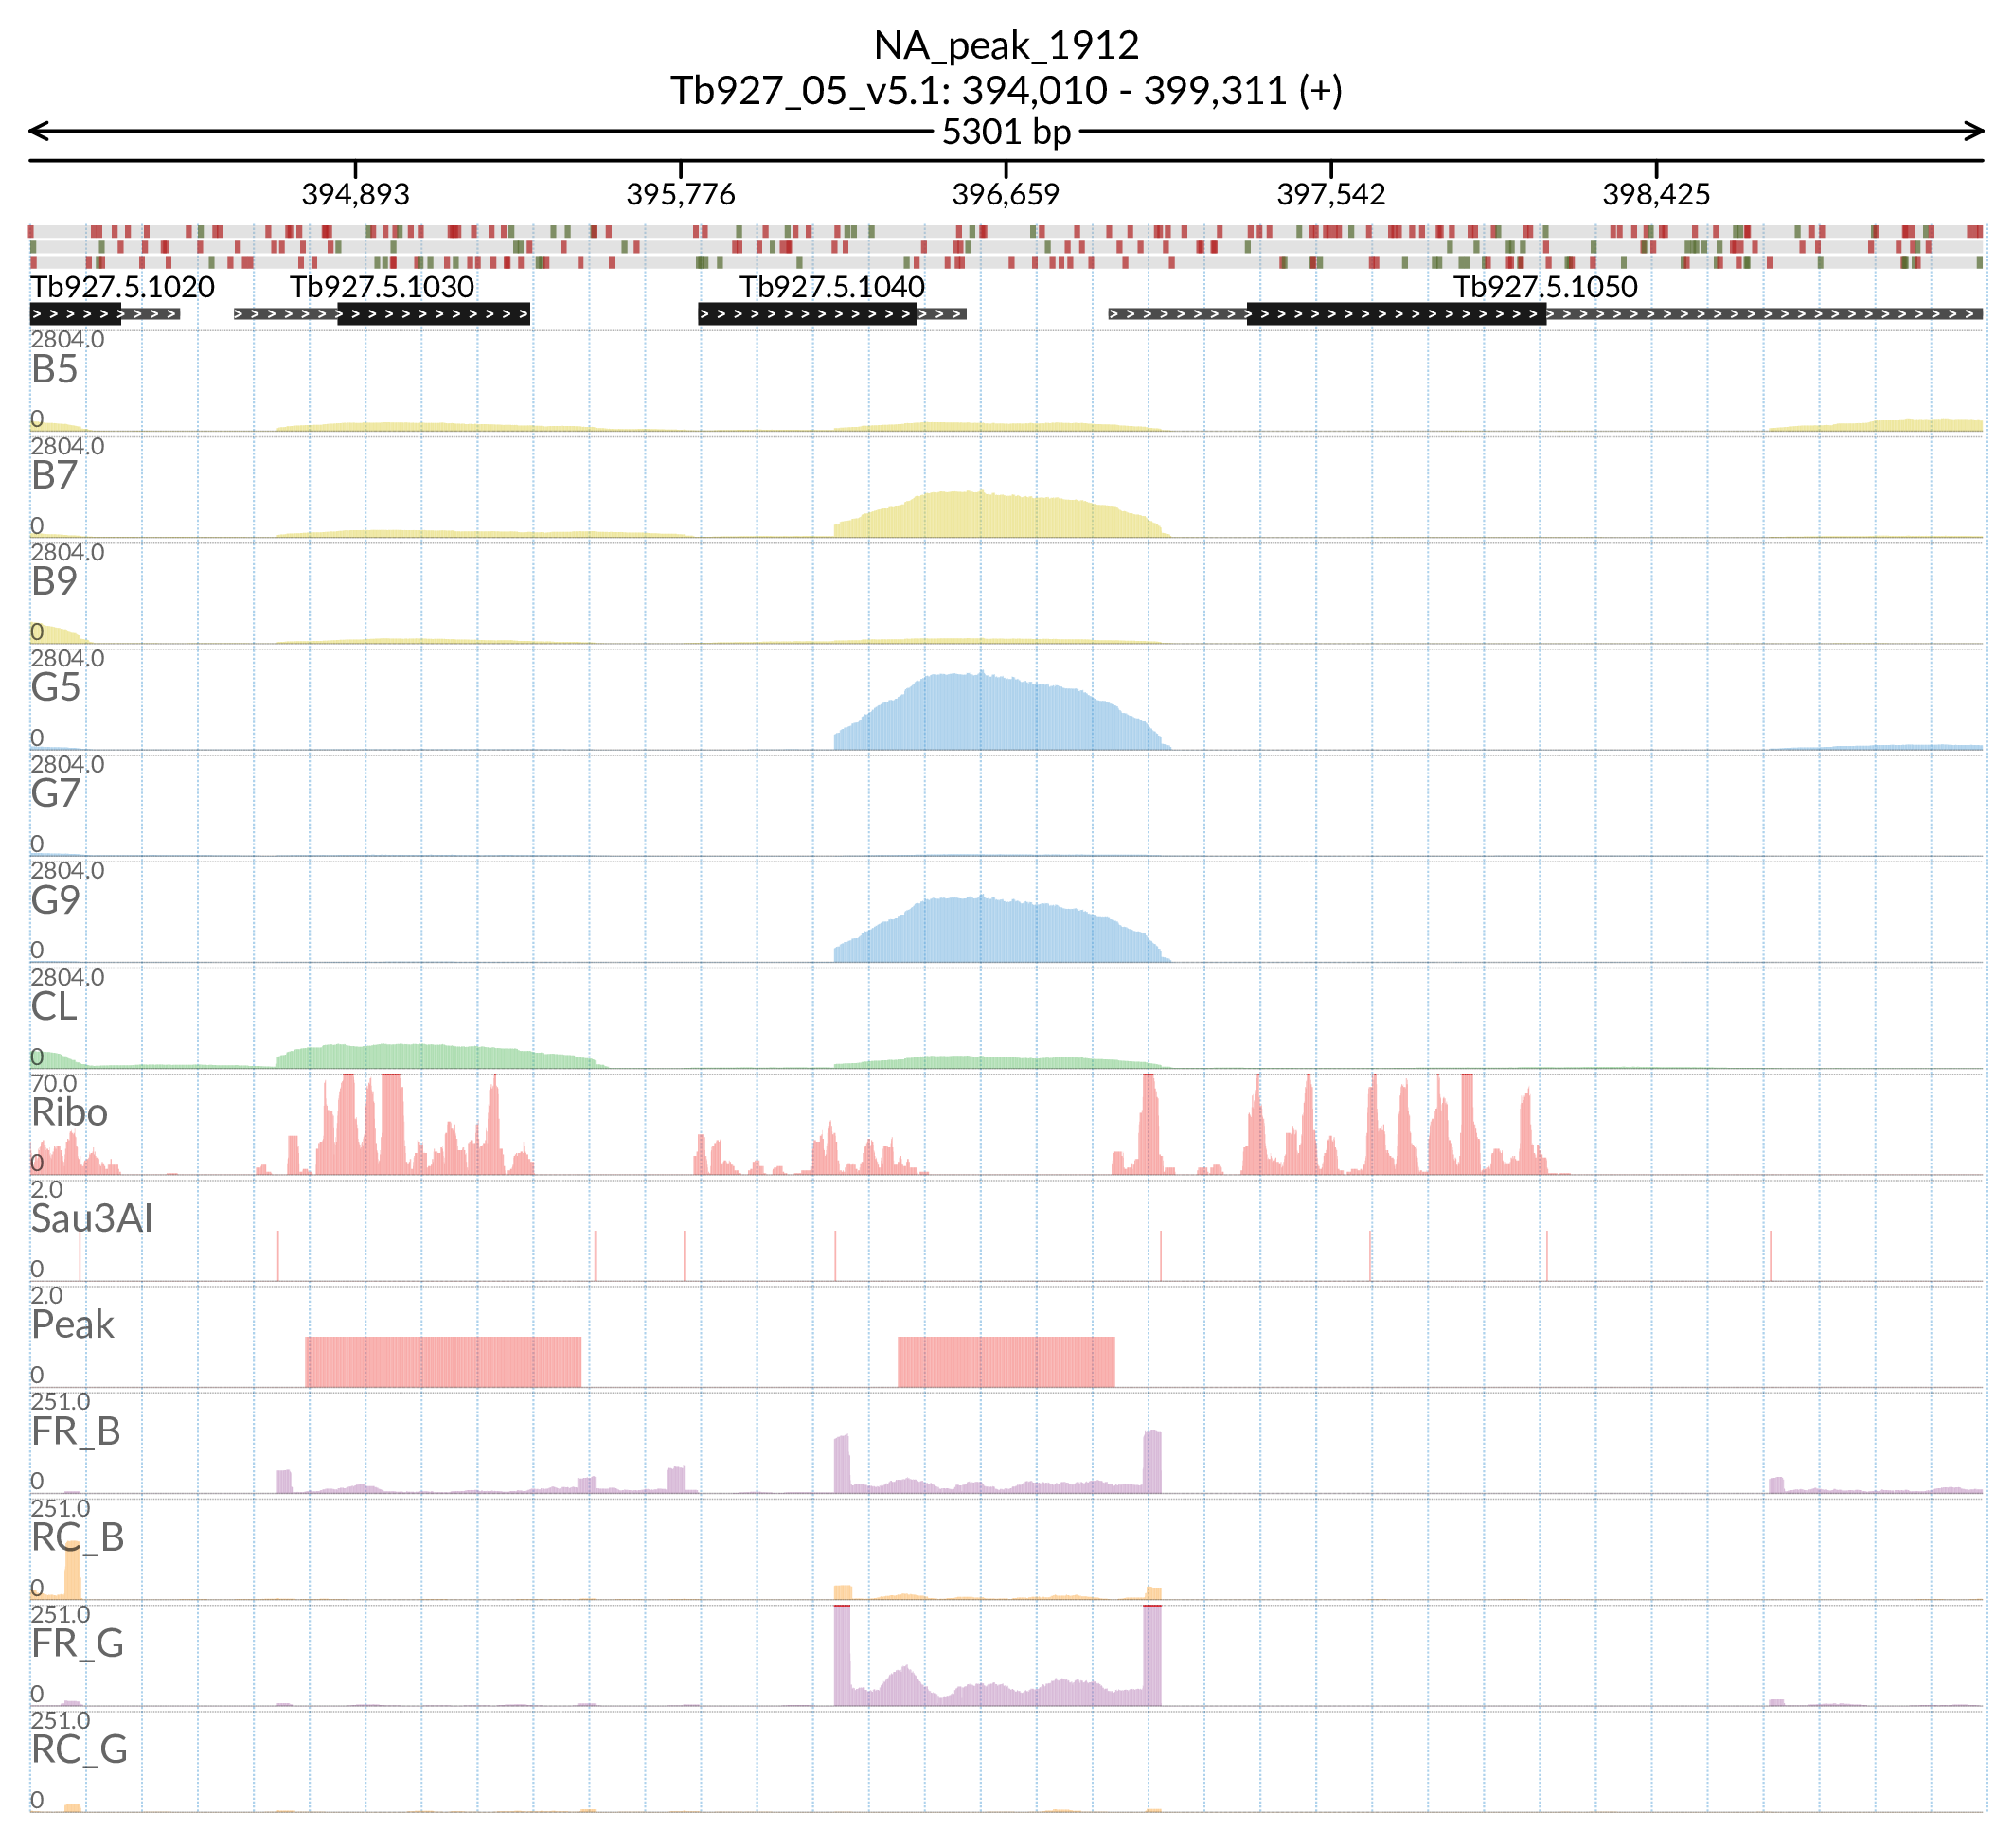 NA_peak_1912
Tb927_05_v5.1: 394,010 - 399,311 (+)
5301 bp
394,893 395,776 396,659 397,542 398,425
Tb927.5.1020 Tb927.5.1030 Tb927.5.1040 Tb927.5.1050
2804.0
B5
0
2804.0
B7
0
2804.0
B9
0
2804.0
G5
0
2804.0
G7
0
2804.0
G9
0
2804.0
CL
0
70.0
Ribo
0
2.0
Sau3AI
0
2.0
Peak
0
251.0
FR_B
0
251.0
RC_B
0
251.0
FR_G
0
251.0
RC_G
0